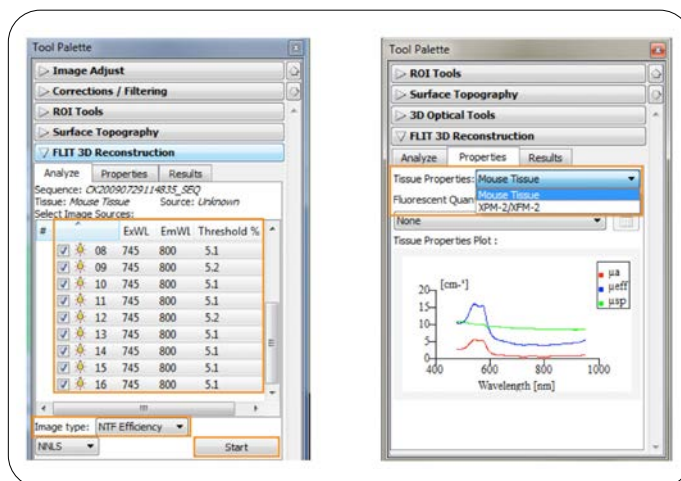 Tool Palette
Image Adjust
Corrections / Filtering
ROI Tools
Surface Topography
FLIT 3D Reconstruction
Analyze Properties Results
Sequence: CK20090729114835_SEQ
Tissue: Mouse Tissue Source: Unknown
Select Image Sources:
# ExWL EmWL Threshold %
08 745 800 5.1
09 745 800 5.2
10 745 800 5.1
11 745 800 5.1
12 745 800 5.2
13 745 800 5.1
14 745 800 5.1
15 745 800 5.1
16 745 800 5.1
Image type: NTF Efficiency
NNLS Start
Tool Palette
ROI Tools
Surface Topography
3D Optical Tools
FLIT 3D Reconstruction
Analyze Properties Results
Tissue Properties: Mouse Tissue
Mouse Tissue
Fluorescent Quan XPM-2/XFM-2
None
Tissue Properties Plot :
[cm-¹]
µa
µeff
µsp
20
15
10
5
0
400 600 800 1000
Wavelength [nm]